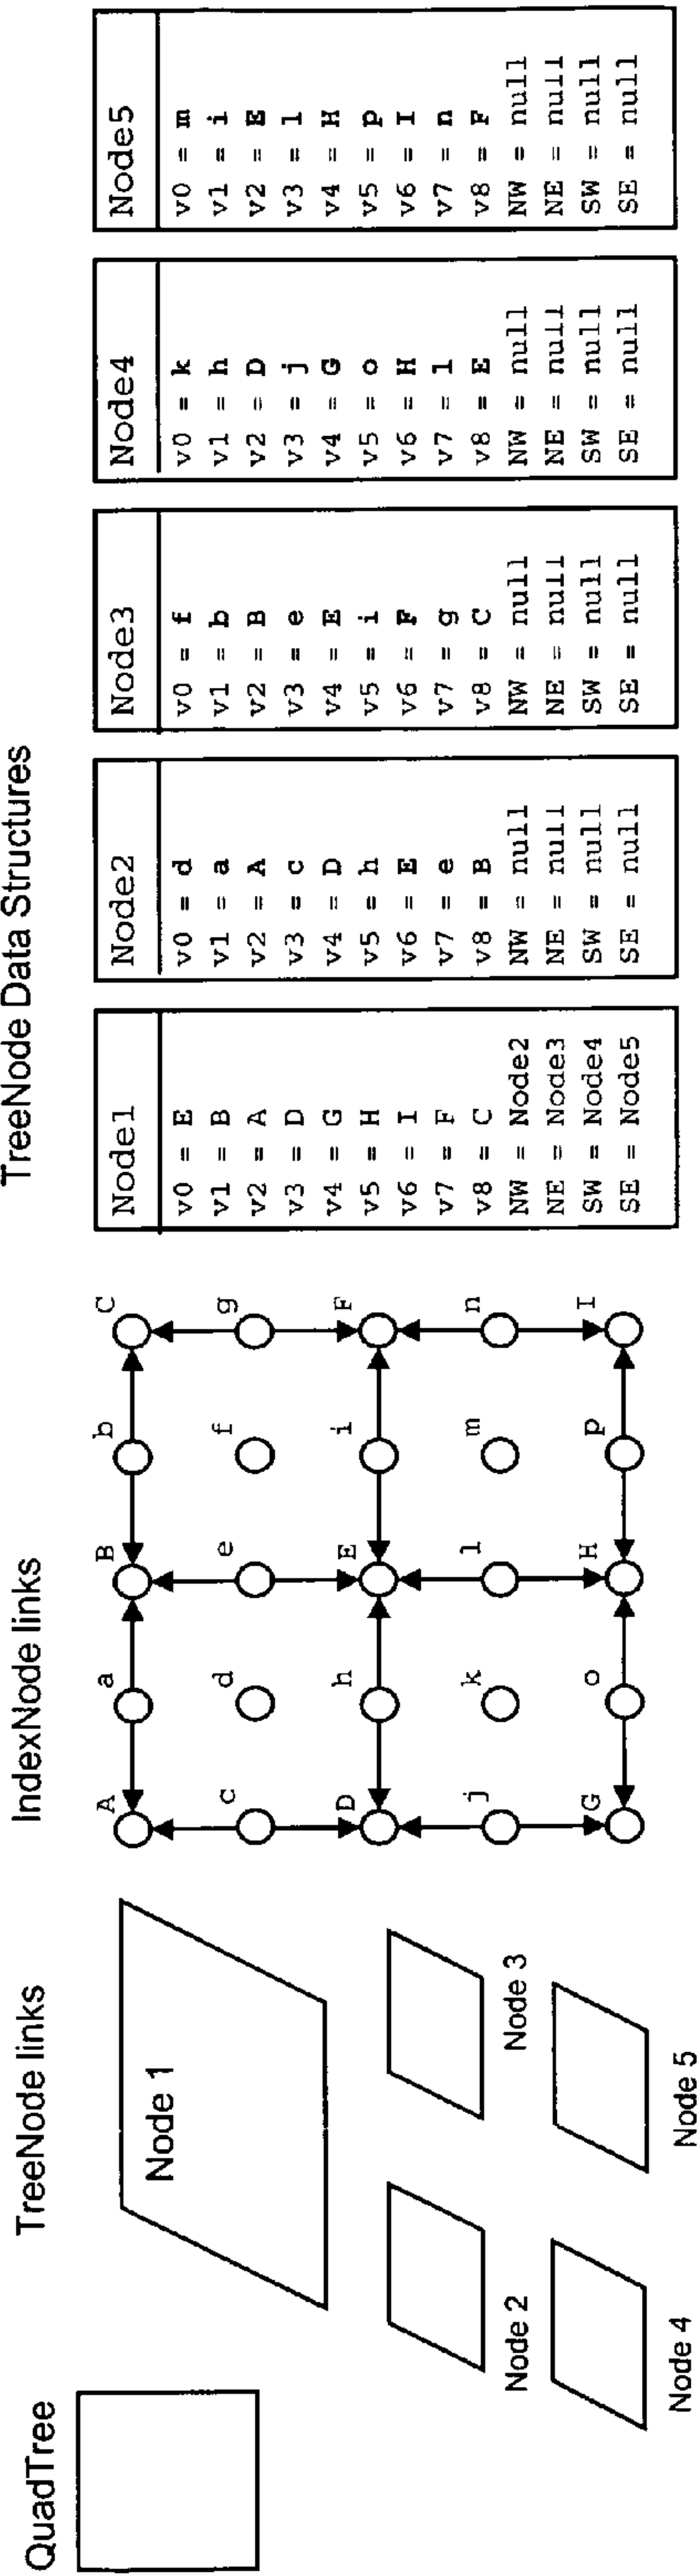 QuadTree
TreeNode links
Node 1
Node 2
Node 3
Node 4
Node 5
IndexNode links
A a B b C
c d e f g
D h E i F
j k l m n
G o H p I
TreeNode Data Structures
Node1
v0 = E
v1 = B
v2 = A
v3 = D
v4 = G
v5 = H
v6 = I
v7 = F
v8 = C
NW = Node2
NE = Node3
SW = Node4
SE = Node5
Node2
v0 = d
v1 = a
v2 = A
v3 = c
v4 = D
v5 = h
v6 = E
v7 = e
v8 = B
NW = null
NE = null
SW = null
SE = null
Node3
v0 = f
v1 = b
v2 = B
v3 = e
v4 = E
v5 = i
v6 = F
v7 = g
v8 = C
NW = null
NE = null
SW = null
SE = null
Node4
v0 = k
v1 = h
v2 = D
v3 = j
v4 = G
v5 = o
v6 = H
v7 = l
v8 = E
NW = null
NE = null
SW = null
SE = null
Node5
v0 = m
v1 = i
v2 = E
v3 = l
v4 = H
v5 = p
v6 = I
v7 = n
v8 = F
NW = null
NE = null
SW = null
SE = null